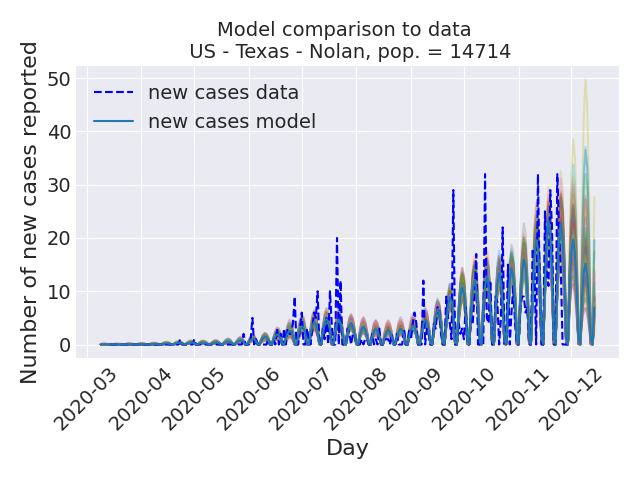 Model comparison to data
US - Texas - Nolan, pop. = 14714
Number of new cases reported
50
40
30
20
10
0
new cases data
new cases model
2020-03
2020-04
2020-05
2020-06
2020-07
2020-08
2020-09
2020-10
2020-11
2020-12
Day